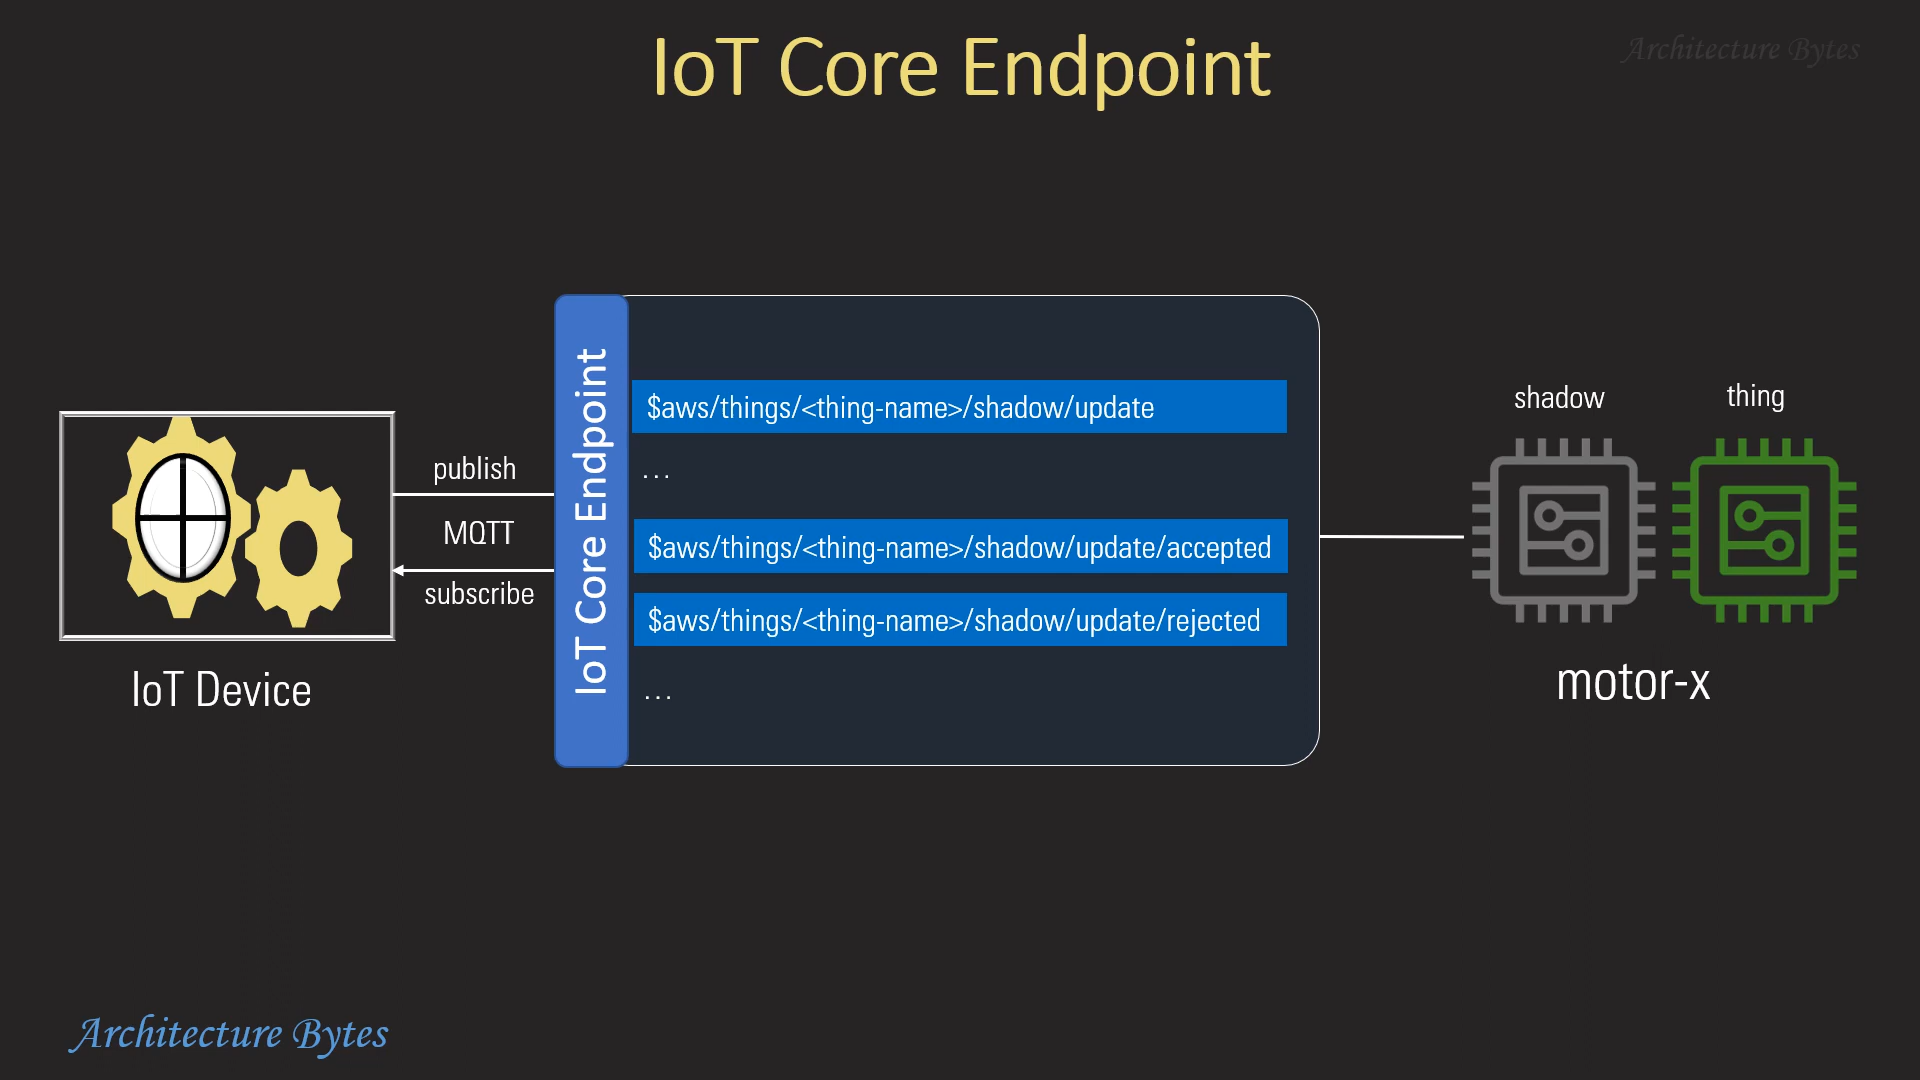 IoT Core Endpoint
Architecture Bytes
IoT Core Endpoint
$aws/things/<thing-name>/shadow/update
...
$aws/things/<thing-name>/shadow/update/accepted
$aws/things/<thing-name>/shadow/update/rejected
...
publish
MQTT
subscribe
IoT Device
shadow
thing
motor-x
Architecture Bytes